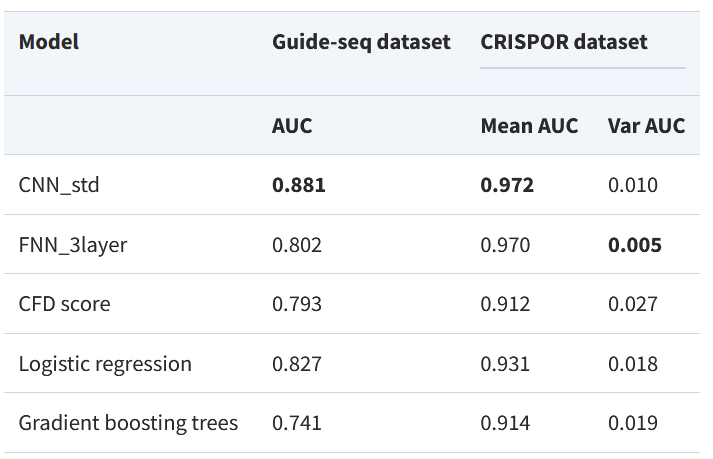 Model Guide-seq dataset CRISPOR dataset
AUC Mean AUC Var AUC
CNN_std 0.881 0.972 0.010
FNN_3layer 0.802 0.970 0.005
CFD score 0.793 0.912 0.027
Logistic regression 0.827 0.931 0.018
Gradient boosting trees 0.741 0.914 0.019